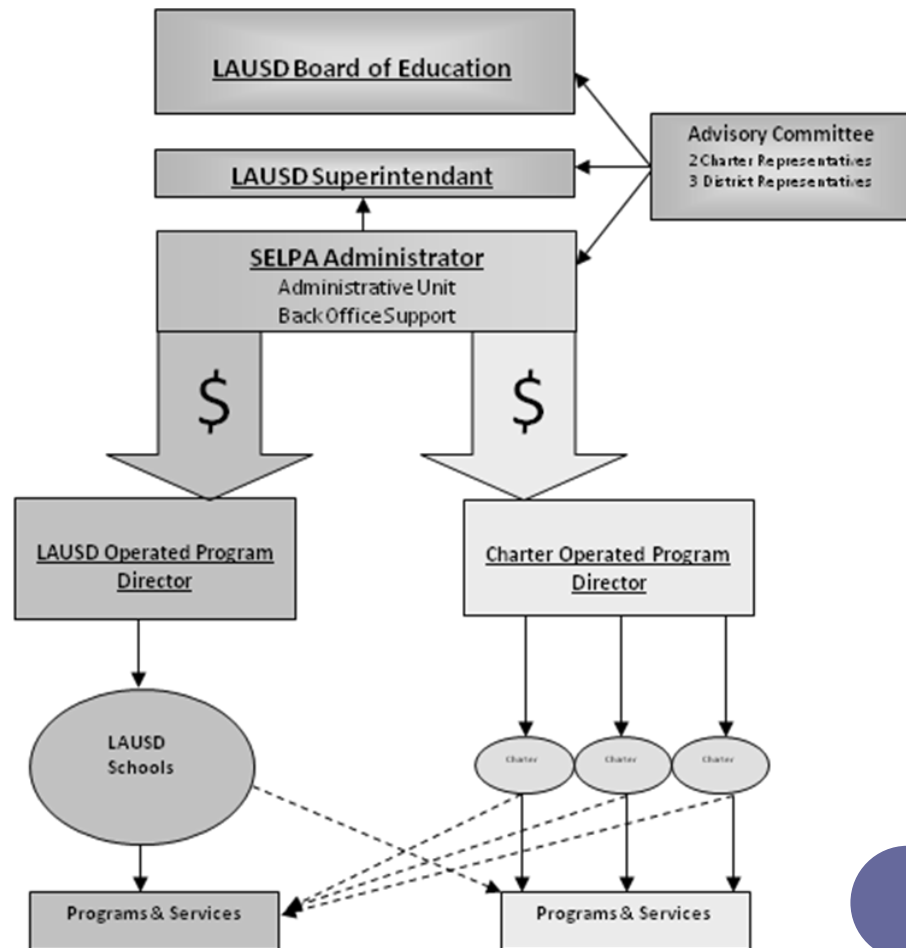 LAUSD Board of Education
Advisory Committee
2 Charter Representatives
3 District Representatives
LAUSD Superintendant
SELPA Administrator
Administrative Unit
Back Office Support
$
$
LAUSD Operated Program
Director
Charter Operated Program
Director
LAUSD
Schools
Charter
Charter
Charter
Programs & Services
Programs & Services